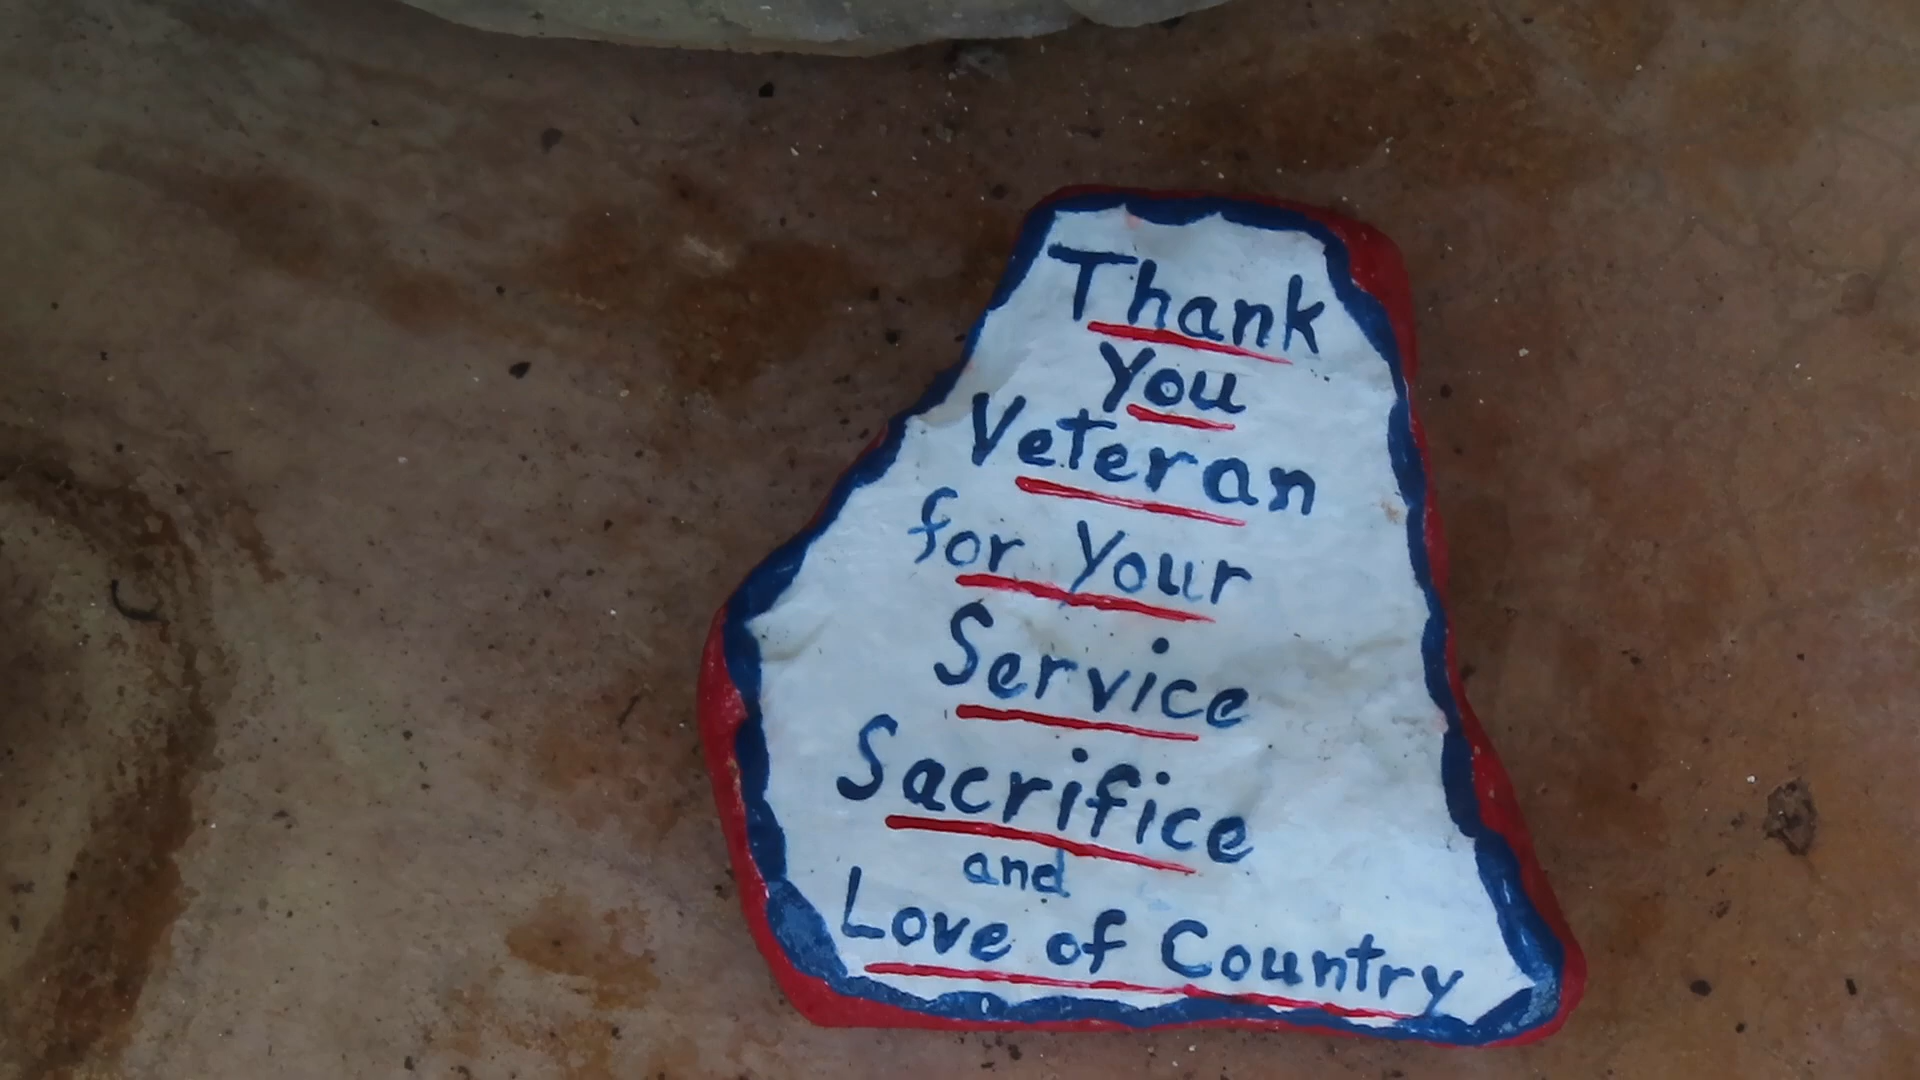 Thank
You
Veteran
for Your
Service
Sacrifice
and
Love of Country